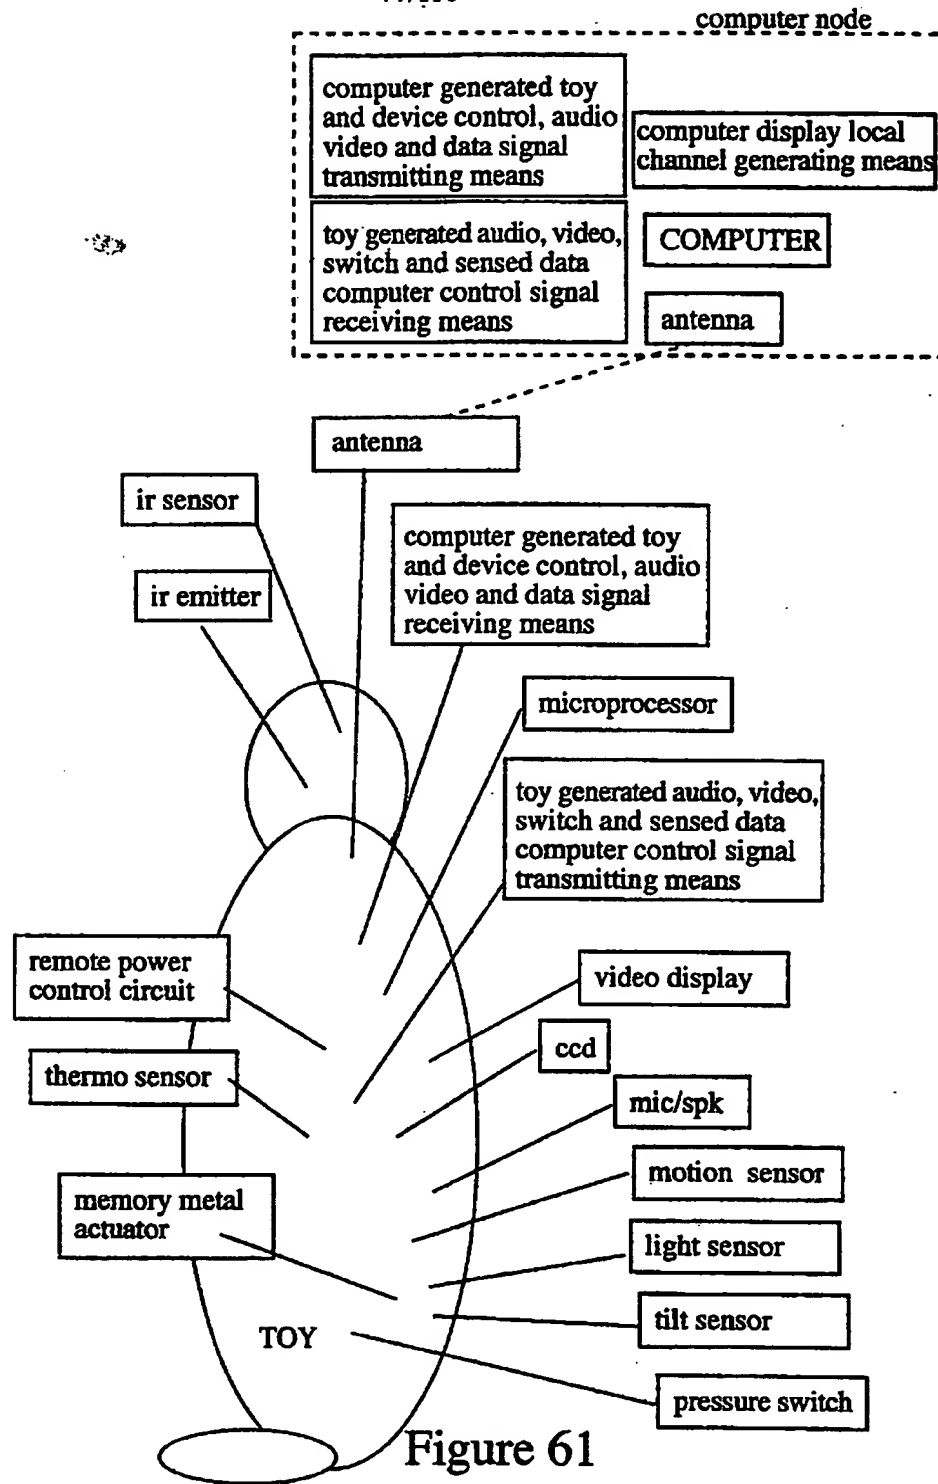 computer node
computer generated toy
and device control, audio
video and data signal
transmitting means
computer display local
channel generating means
toy generated audio, video,
switch and sensed data
computer control signal
receiving means
COMPUTER
antenna
antenna
ir sensor
ir emitter
computer generated toy
and device control, audio
video and data signal
receiving means
microprocessor
toy generated audio, video,
switch and sensed data
computer control signal
transmitting means
remote power
control circuit
video display
ccd
thermo sensor
mic/spk
motion sensor
memory metal
actuator
light sensor
tilt sensor
TOY
pressure switch
Figure 61